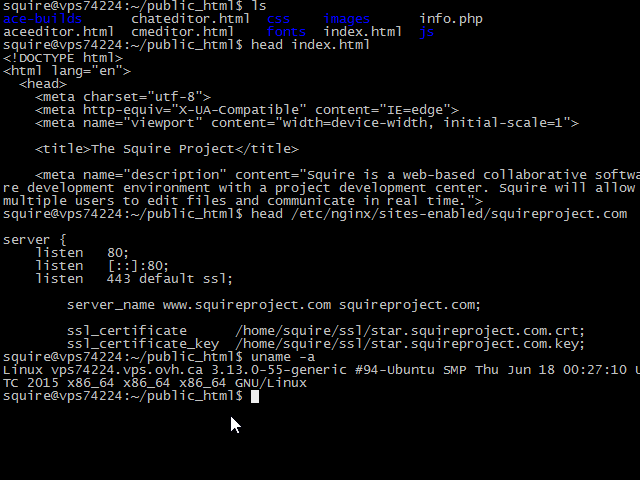 squire@vps74224:~/public_html$ ls
ace-builds      chateditor.html  css    images      info.php
aceeditor.html  cmeditor.html    fonts  index.html  js
squire@vps74224:~/public_html$ head index.html
<!DOCTYPE html>
<html lang="en">
  <head>
    <meta charset="utf-8">
    <meta http-equiv="X-UA-Compatible" content="IE=edge">
    <meta name="viewport" content="width=device-width, initial-scale=1">
    <title>The Squire Project</title>
    <meta name="description" content="Squire is a web-based collaborative softwa
re development environment with a project development center. Squire will allow
multiple users to edit files and communicate in real time.">
squire@vps74224:~/public_html$ head /etc/nginx/sites-enabled/squireproject.com
server {
    listen   80;
    listen   [::]:80;
    listen   443 default ssl;
        server_name www.squireproject.com squireproject.com;
        ssl_certificate      /home/squire/ssl/star.squireproject.com.crt;
        ssl_certificate_key  /home/squire/ssl/star.squireproject.com.key;
squire@vps74224:~/public_html$ uname -a
Linux vps74224.vps.ovh.ca 3.13.0-55-generic #94-Ubuntu SMP Thu Jun 18 00:27:10 U
TC 2015 x86_64 x86_64 x86_64 GNU/Linux
squire@vps74224:~/public_html$